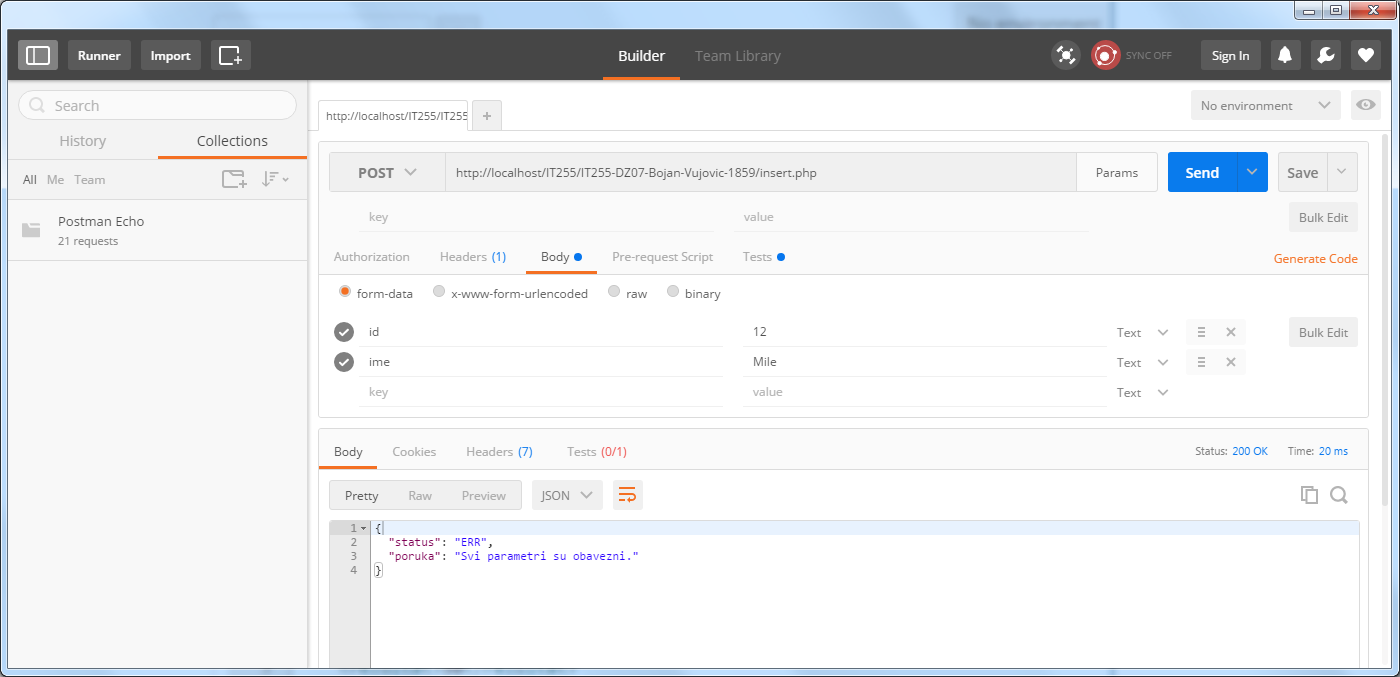 No environment
Runner
Import
Builder
Team Library
SYNC OFF
Sign In
Search
History
Collections
All Me Team
Postman Echo
21 requests
http://localhost/IT255/IT255
+
No environment
POST
http://localhost/IT255/IT255-DZ07-Bojan-Vujovic-1859/insert.php
Params
Send
Save
key value
Bulk Edit
Authorization
Headers (1)
Body
Pre-request Script
Tests
Generate Code
form-data
x-www-form-urlencoded
raw
binary
id 12 Text
Bulk Edit
ime Mile Text
key value Text
Body
Cookies
Headers (7)
Tests (0/1)
Status: 200 OK
Time: 20 ms
Pretty
Raw
Preview
JSON
1 {
2 "status": "ERR",
3 "poruka": "Svi parametri su obavezni."
4 }